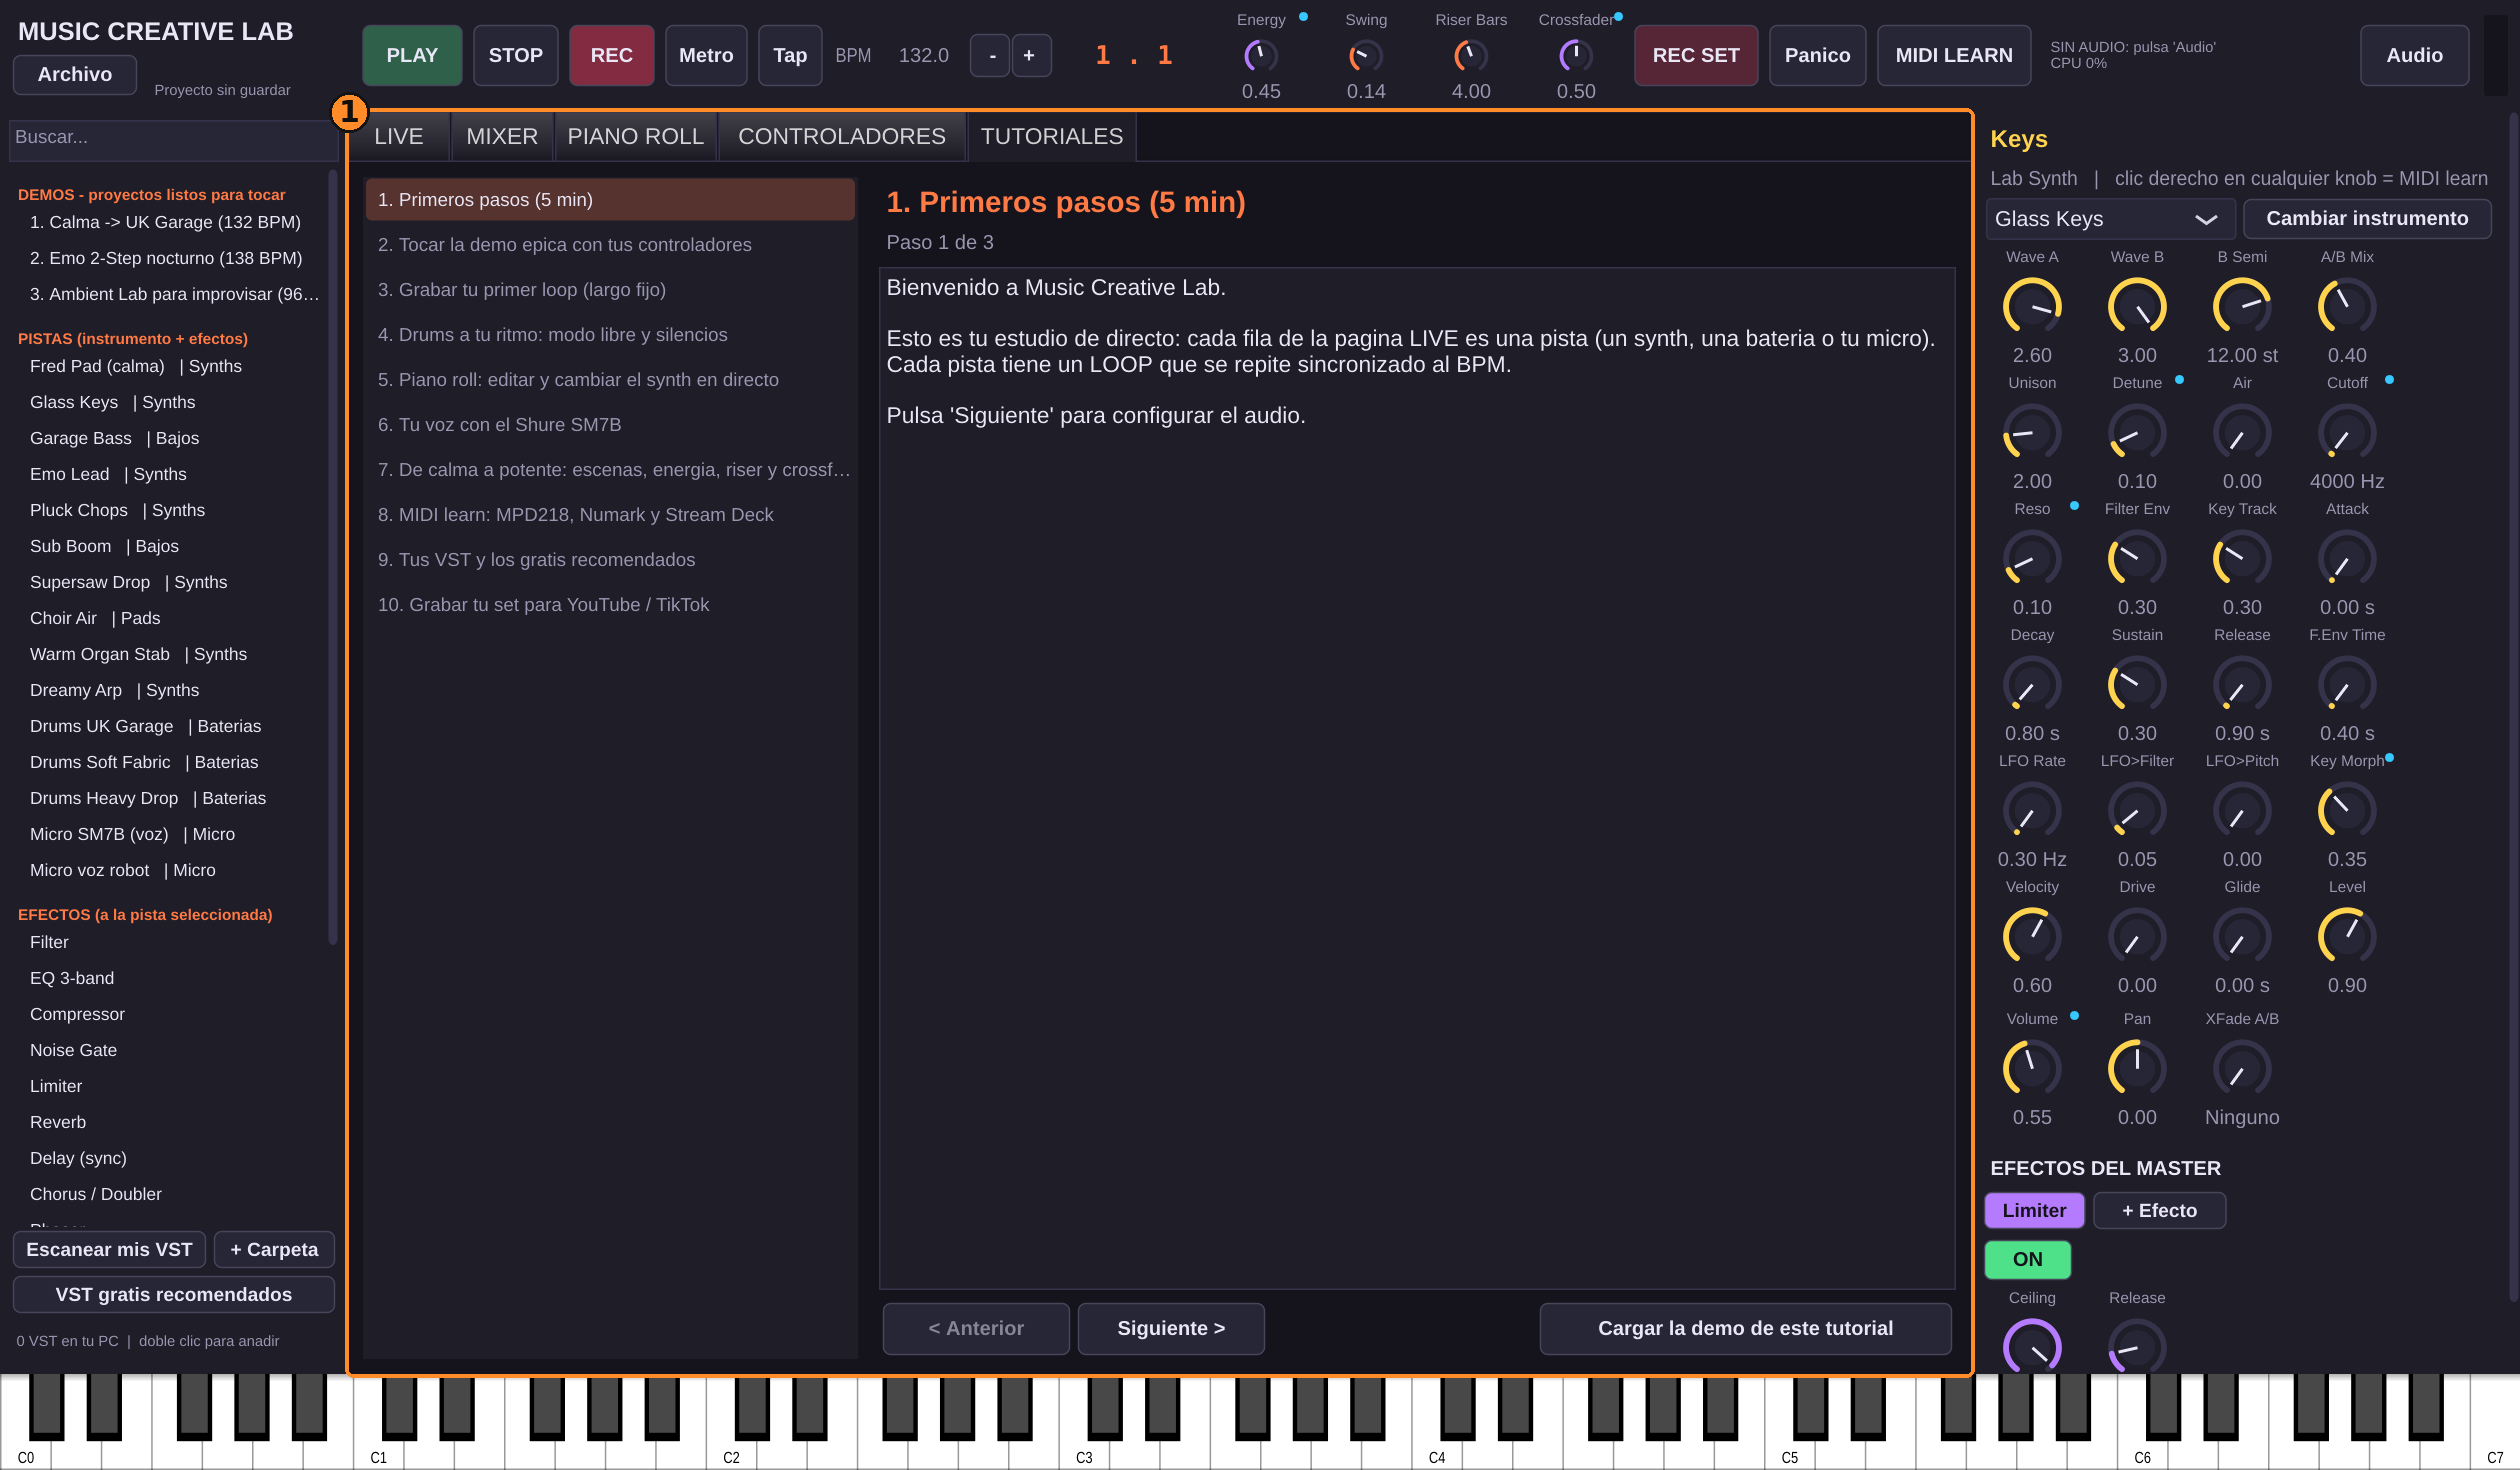 MUSIC CREATIVE LAB
Archivo
Proyecto sin guardar
PLAY
STOP
REC
Metro
Tap
BPM
132.0
-
+
1 . 1
Energy
0.45
Swing
0.14
Riser Bars
4.00
Crossfader
0.50
REC SET
Panico
MIDI LEARN
SIN AUDIO: pulsa 'Audio'
CPU 0%
Audio
Buscar...
DEMOS - proyectos listos para tocar
1. Calma -> UK Garage (132 BPM)
2. Emo 2-Step nocturno (138 BPM)
3. Ambient Lab para improvisar (96...
PISTAS (instrumento + efectos)
Fred Pad (calma) | Synths
Glass Keys | Synths
Garage Bass | Bajos
Emo Lead | Synths
Pluck Chops | Synths
Sub Boom | Bajos
Supersaw Drop | Synths
Choir Air | Pads
Warm Organ Stab | Synths
Dreamy Arp | Synths
Drums UK Garage | Baterias
Drums Soft Fabric | Baterias
Drums Heavy Drop | Baterias
Micro SM7B (voz) | Micro
Micro voz robot | Micro
EFECTOS (a la pista seleccionada)
Filter
EQ 3-band
Compressor
Noise Gate
Limiter
Reverb
Delay (sync)
Chorus / Doubler
Escanear mis VST
+ Carpeta
VST gratis recomendados
0 VST en tu PC | doble clic para anadir
1
LIVE
MIXER
PIANO ROLL
CONTROLADORES
TUTORIALES
1. Primeros pasos (5 min)
2. Tocar la demo epica con tus controladores
3. Grabar tu primer loop (largo fijo)
4. Drums a tu ritmo: modo libre y silencios
5. Piano roll: editar y cambiar el synth en directo
6. Tu voz con el Shure SM7B
7. De calma a potente: escenas, energia, riser y crossf...
8. MIDI learn: MPD218, Numark y Stream Deck
9. Tus VST y los gratis recomendados
10. Grabar tu set para YouTube / TikTok
1. Primeros pasos (5 min)
Paso 1 de 3
Bienvenido a Music Creative Lab.
Esto es tu estudio de directo: cada fila de la pagina LIVE es una pista (un synth, una bateria o tu micro).
Cada pista tiene un LOOP que se repite sincronizado al BPM.
Pulsa 'Siguiente' para configurar el audio.
< Anterior
Siguiente >
Cargar la demo de este tutorial
Keys
Lab Synth | clic derecho en cualquier knob = MIDI learn
Glass Keys
Cambiar instrumento
Wave A Wave B B Semi A/B Mix
2.60 3.00 12.00 st 0.40
Unison Detune Air Cutoff
2.00 0.10 0.00 4000 Hz
Reso Filter Env Key Track Attack
0.10 0.30 0.30 0.00 s
Decay Sustain Release F.Env Time
0.80 s 0.30 0.90 s 0.40 s
LFO Rate LFO>Filter LFO>Pitch Key Morph
0.30 Hz 0.05 0.00 0.35
Velocity Drive Glide Level
0.60 0.00 0.00 s 0.90
Volume Pan XFade A/B
0.55 0.00 Ninguno
EFECTOS DEL MASTER
Limiter
+ Efecto
ON
Ceiling Release
C0 C1 C2 C3 C4 C5 C6 C7